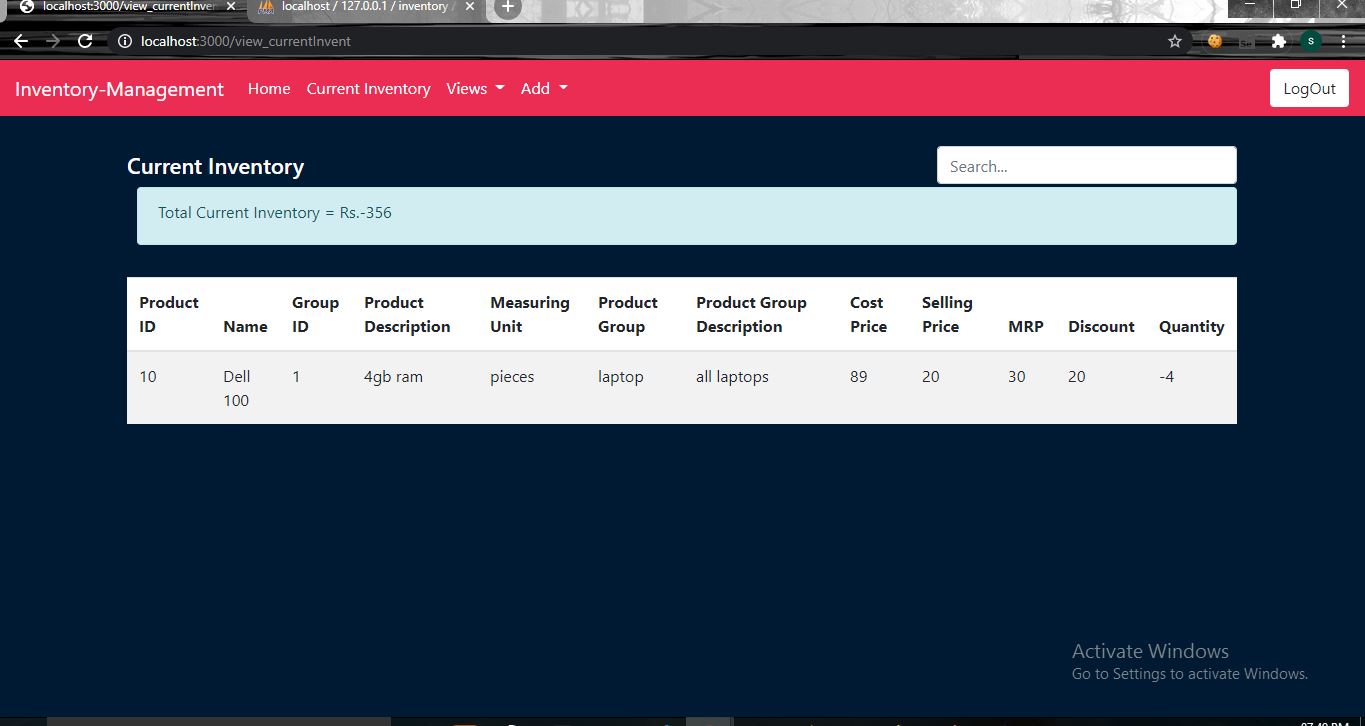 localhost:3000/view_currentInver
localhost / 127.0.0.1 / inventory
localhost:3000/view_currentInvent
s
Inventory-Management Home Current Inventory Views Add LogOut
Current Inventory Search...
Total Current Inventory = Rs.-356
Product ID Name Group ID Product Description Measuring Unit Product Group Product Group Description Cost Price Selling Price MRP Discount Quantity
10 Dell 100 1 4gb ram pieces laptop all laptops 89 20 30 20 -4
Activate Windows
Go to Settings to activate Windows.